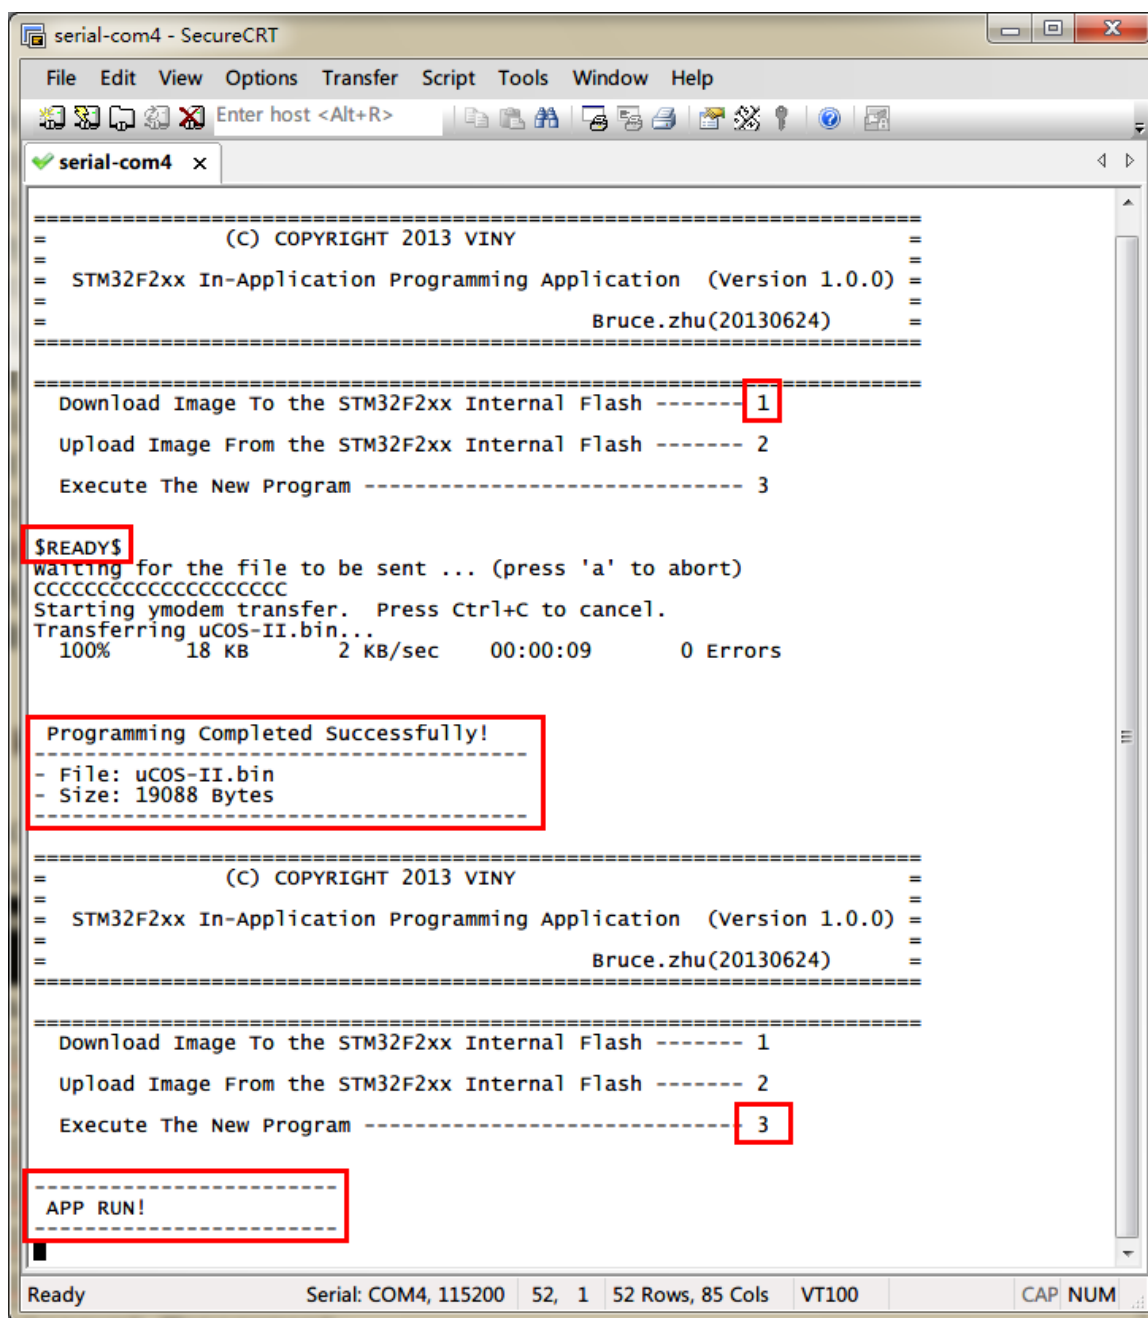 serial-com4 - SecureCRT
File Edit View Options Transfer Script Tools Window Help
Enter host <Alt+R>
serial-com4 x
======================================================================
= (C) COPYRIGHT 2013 VINY =
= =
= STM32F2xx In-Application Programming Application (Version 1.0.0) =
= =
= Bruce.zhu(20130624) =
======================================================================
======================================================================
Download Image To the STM32F2xx Internal Flash ------- 1
Upload Image From the STM32F2xx Internal Flash ------- 2
Execute The New Program ------------------------------ 3
$READY$
Waiting for the file to be sent ... (press 'a' to abort)
CCCCCCCCCCCCCCCCCCCC
Starting ymodem transfer. Press Ctrl+C to cancel.
Transferring uCOS-II.bin...
100% 18 KB 2 KB/sec 00:00:09 0 Errors
Programming Completed Successfully!
---------------------------------------
- File: uCOS-II.bin
- Size: 19088 Bytes
---------------------------------------
======================================================================
= (C) COPYRIGHT 2013 VINY =
= =
= STM32F2xx In-Application Programming Application (Version 1.0.0) =
= =
= Bruce.zhu(20130624) =
======================================================================
======================================================================
Download Image To the STM32F2xx Internal Flash ------- 1
Upload Image From the STM32F2xx Internal Flash ------- 2
Execute The New Program ------------------------------ 3
------------------------
APP RUN!
------------------------
Ready Serial: COM4, 115200 52, 1 52 Rows, 85 Cols VT100 CAP NUM